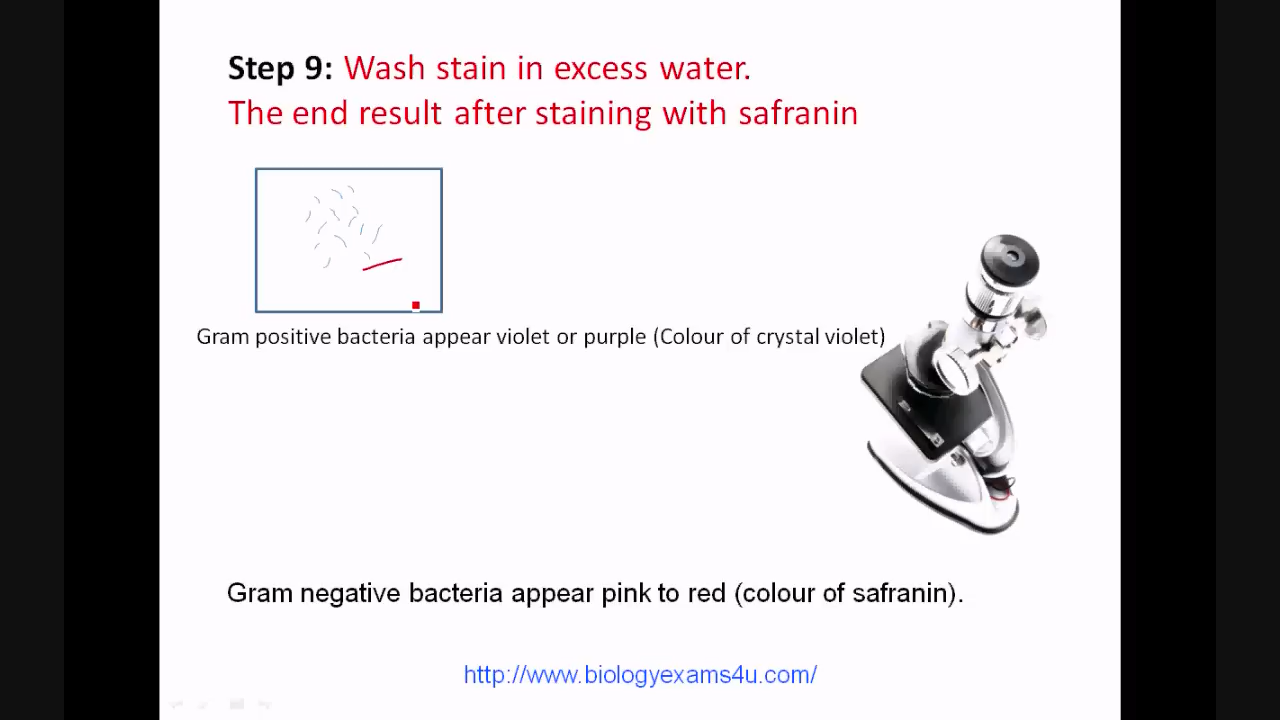 Step 9: Wash stain in excess water.
The end result after staining with safranin
Gram positive bacteria appear violet or purple (Colour of crystal violet)
Gram negative bacteria appear pink to red (colour of safranin).
http://www.biologyexams4u.com/